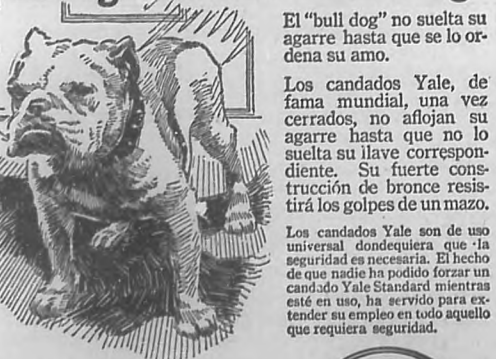 El "bull dog" no suelta su
agarre hasta que se lo or-
dena su amo.
Los candados Yale, de
fama mundial, una vez
cerrados, no aflojan su
agarre hasta que no lo
suelta su llave correspon-
diente. Su fuerte cons-
trucción de bronce resis-
tirá los golpes de un mazo.
Los candados Yale son de uso
universal dondequiera que la
seguridad es necesaria. El hecho
de que nadie ha podido forzar un
candado Yale Standard mientras
esté en uso, ha servido para ex-
tender su empleo en todo aquello
que requiera seguridad.